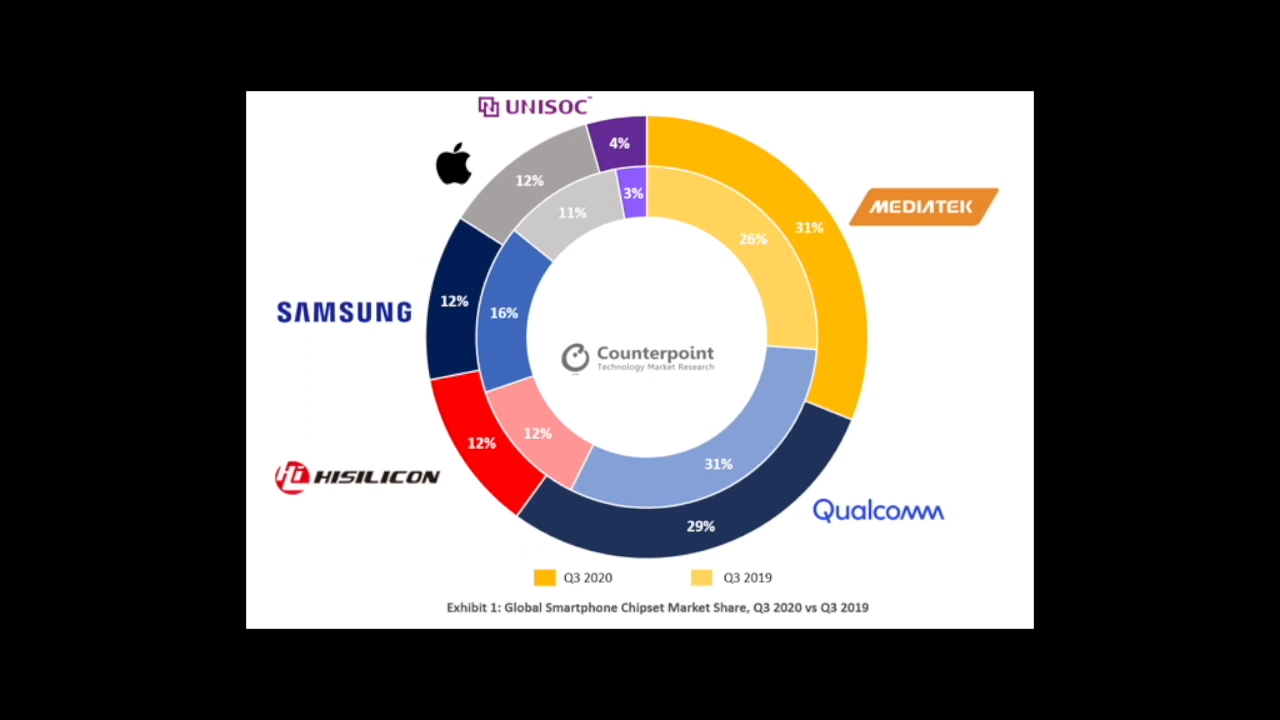 UNISOC™
4%
3%
12%
11%
MEDIATEK
31%
26%
SAMSUNG
12%
16%
Counterpoint
Technology Market Research
12%
12%
31%
HISILICON
Qualcomm
29%
Q3 2020
Q3 2019
Exhibit 1: Global Smartphone Chipset Market Share, Q3 2020 vs Q3 2019